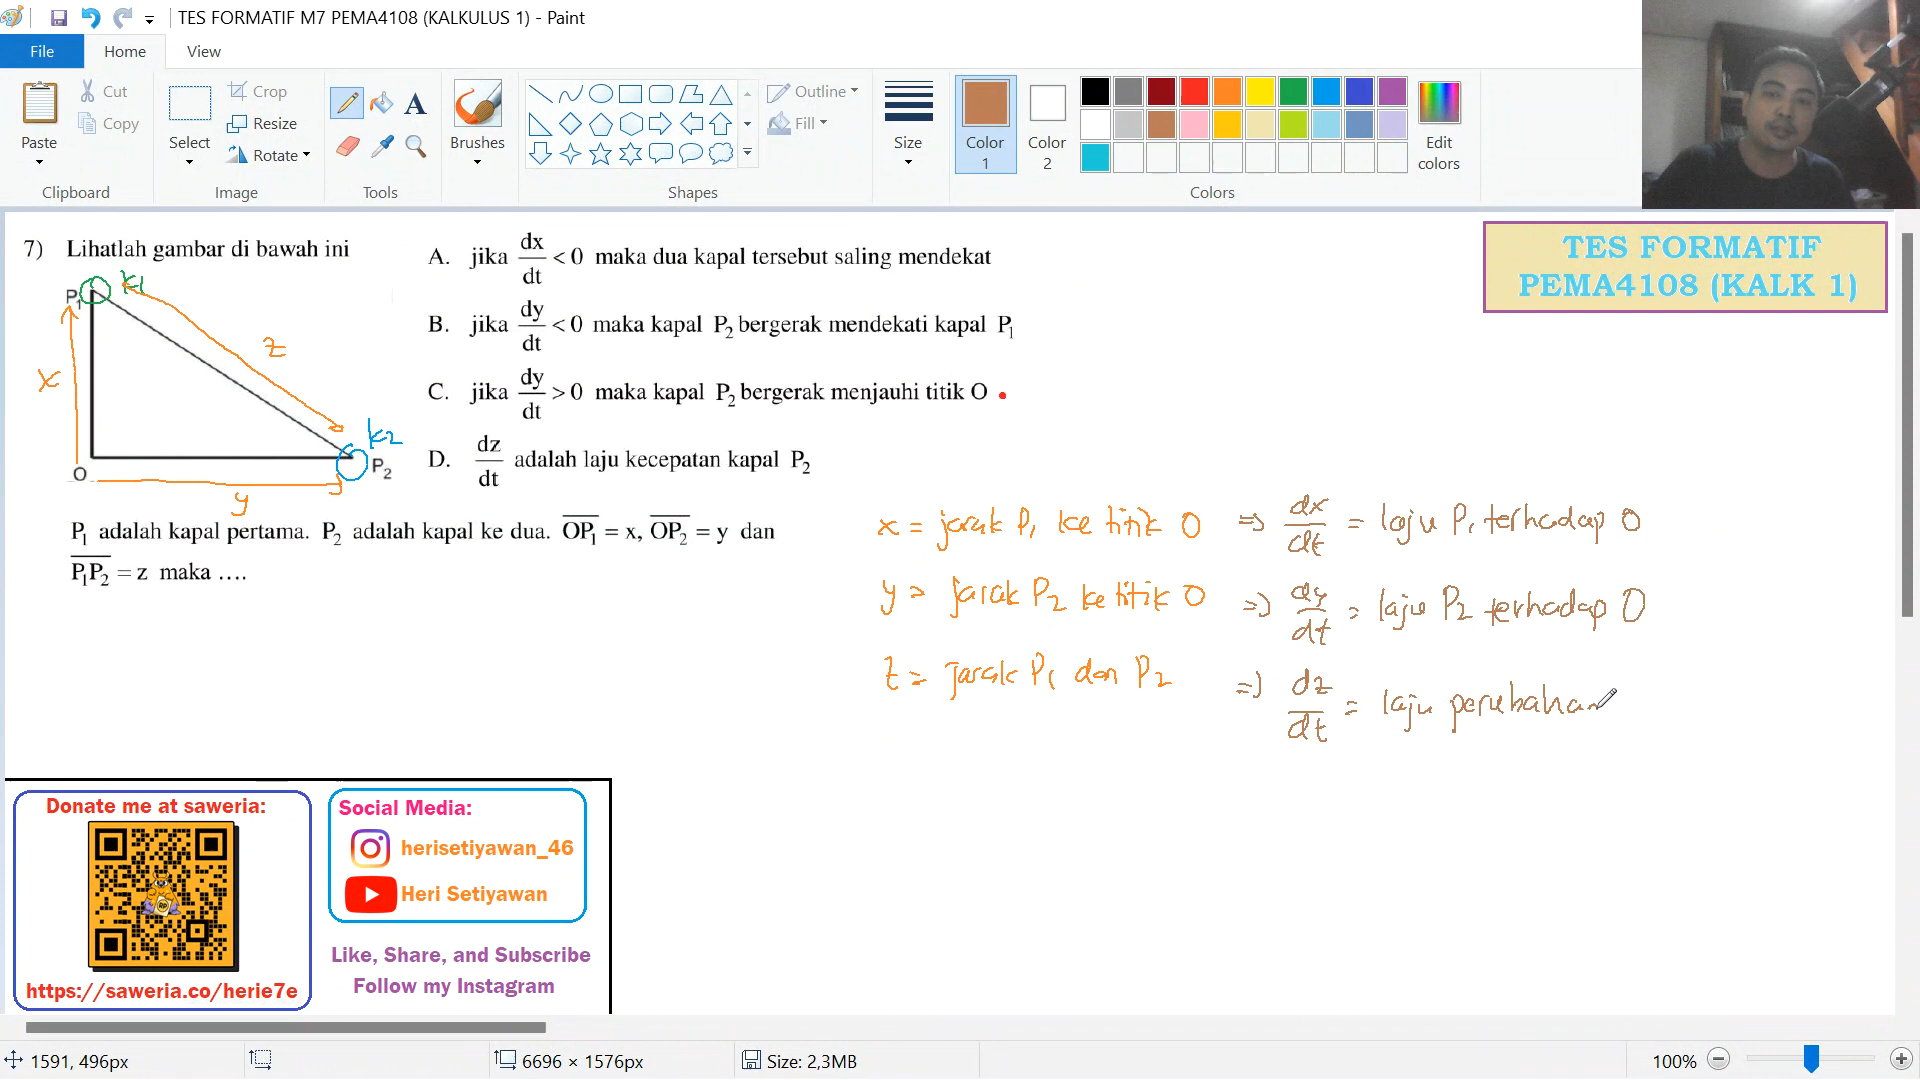 TES FORMATIF M7 PEMA4108 (KALKULUS 1) - Paint
File Home View
Paste
Cut
Copy
Clipboard
Select
Crop
Resize
Rotate
Image
A
Tools
Brushes
Shapes
Outline
Fill
Size
Color 1
Color 2
Edit colors
Colors
TES FORMATIF
PEMA4108 (KALK 1)
7) Lihatlah gambar di bawah ini
P1 K1
x
z
K2
O
P2
y
A. jika dx/dt < 0 maka dua kapal tersebut saling mendekat
B. jika dy/dt < 0 maka kapal P2 bergerak mendekati kapal P1
C. jika dy/dt > 0 maka kapal P2 bergerak menjauhi titik O
D. dz/dt adalah laju kecepatan kapal P2
P1 adalah kapal pertama. P2 adalah kapal ke dua. OP1 = x, OP2 = y dan
P1P2 = z maka ....
x = jarak P1 ke titik O => dx/dt = laju P1 terhadap O
y = jarak P2 ke titik O => dy/dt = laju P2 terhadap O
z = jarak P1 dan P2 => dz/dt = laju perubahan
Donate me at saweria:
https://saweria.co/herie7e
Social Media:
herisetiyawan_46
Heri Setiyawan
Like, Share, and Subscribe
Follow my Instagram
1591, 496px
6696 × 1576px
Size: 2,3MB
100%